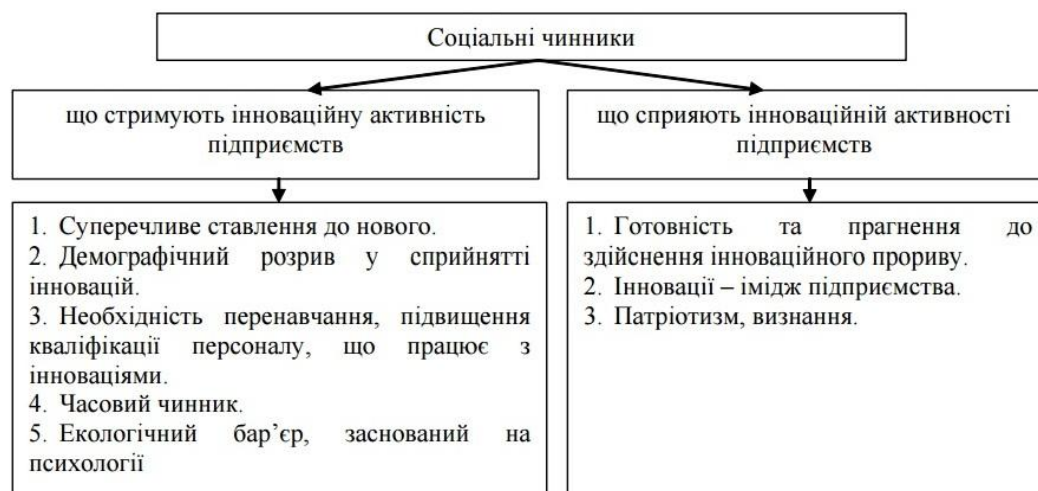 Соціальні чинники
що стримують інноваційну активність
підприємств
що сприяють інноваційній активності
підприємств
1. Суперечливе ставлення до нового.
2. Демографічний розрив у сприйнятті
інновацій.
3. Необхідність перенавчання, підвищення
кваліфікації персоналу, що працює з
інноваціями.
4. Часовий чинник.
5. Екологічний бар’єр, заснований на
психології
1. Готовність та прагнення до
здійснення інноваційного прориву.
2. Інновації – імідж підприємства.
3. Патріотизм, визнання.